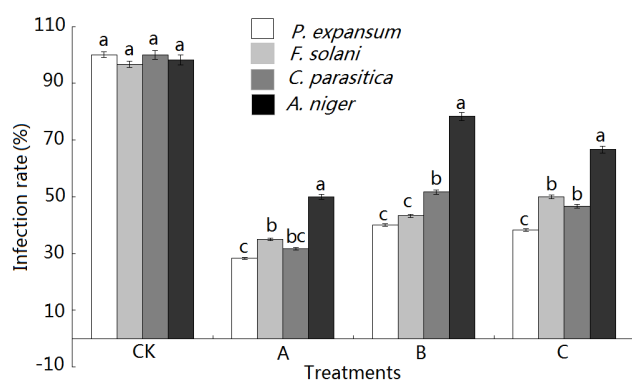 110
90
70
50
30
10
-10
Infection rate (%)
P. expansum
F. solani
C. parasitica
A. niger
a a a a
c b bc a
c c b a
c b b a
CK A B C
Treatments